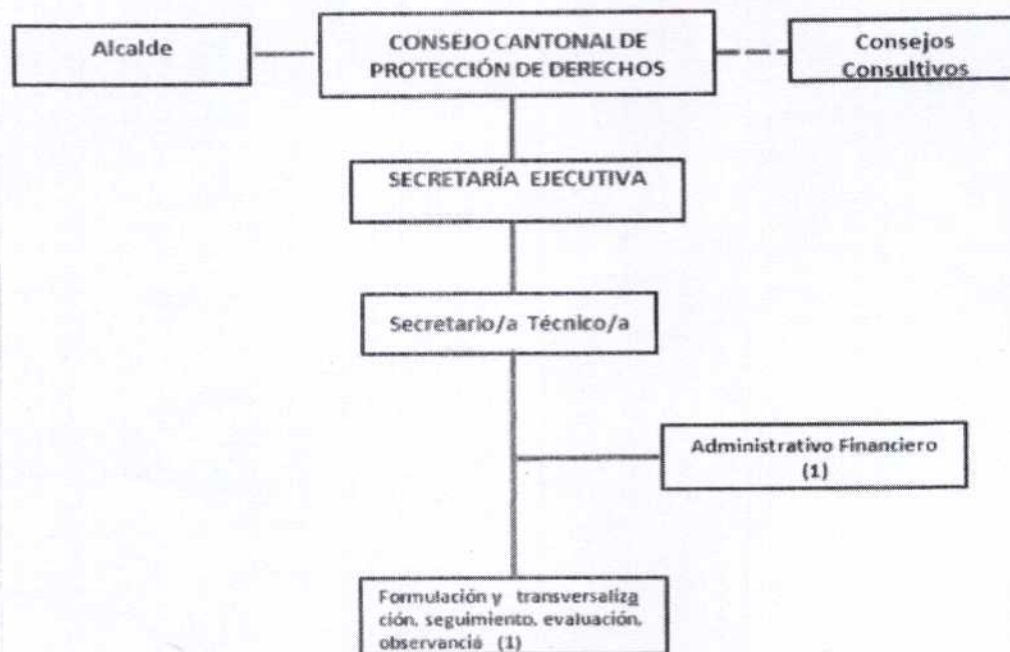 Alcalde
CONSEJO CANTONAL DE
PROTECCIÓN DE DERECHOS
Consejos
Consultivos
SECRETARÍA EJECUTIVA
Secretario/a Técnico/a
Administrativo Financiero
(1)
Formulación y transversaliza
ción, seguimiento, evaluación,
observancia (1)